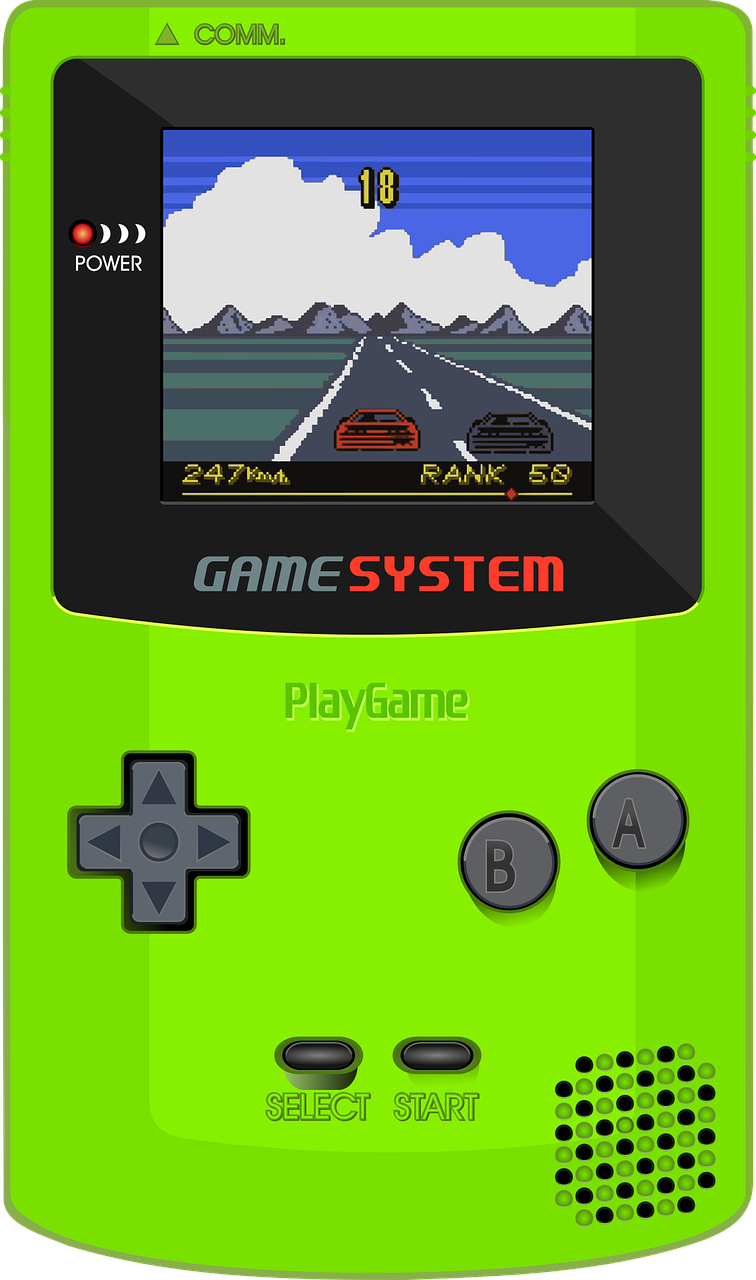 COMM.
18
POWER
247Km/h RANK 50
GAME SYSTEM
PlayGame
B A
SELECT START